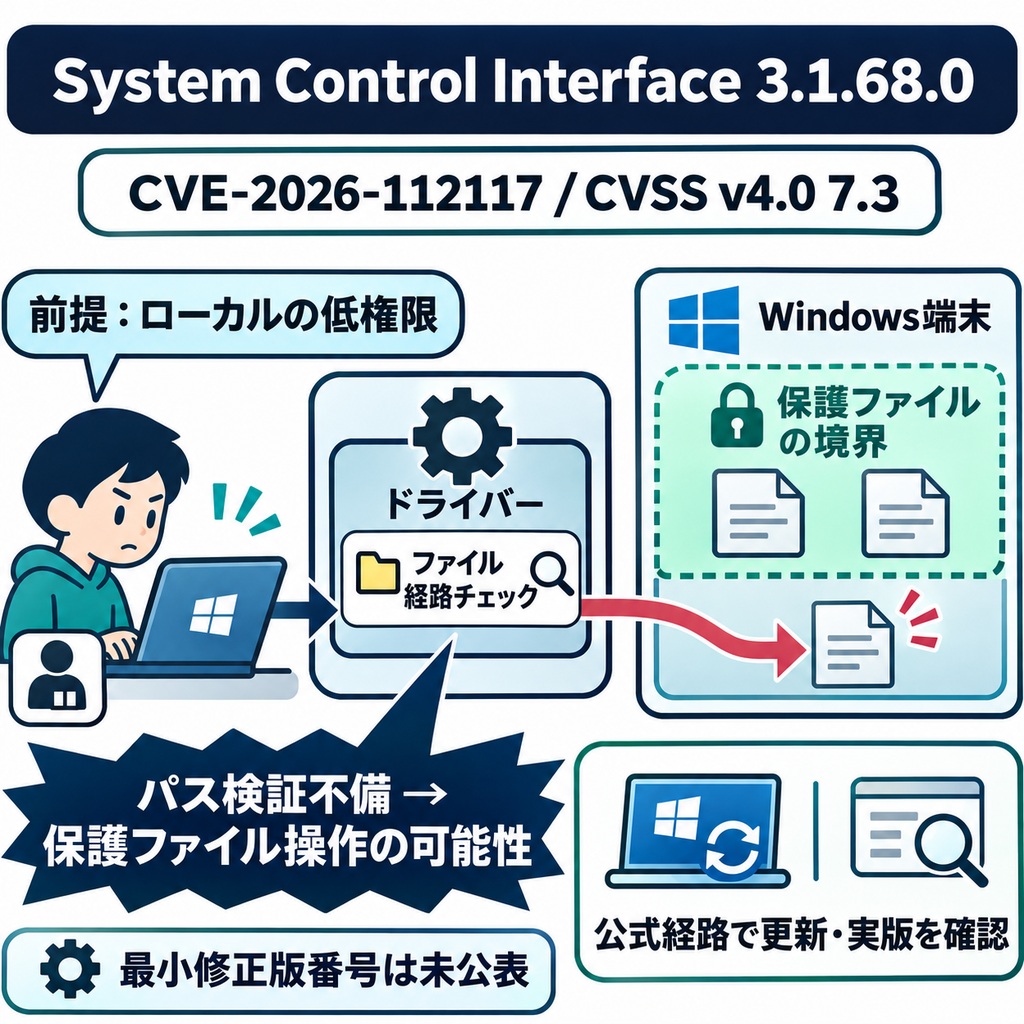 System Control Interface 3.1.68.0
CVE-2026-112117 / CVSS v4.0 7.3
前提：ローカルの低権限
Windows端末
保護ファイル
の境界
ドライバー
ファイル
経路チェック
パス検証不備 →
保護ファイル操作の可能性
公式経路で更新・実版を確認
最小修正版番号は未公表